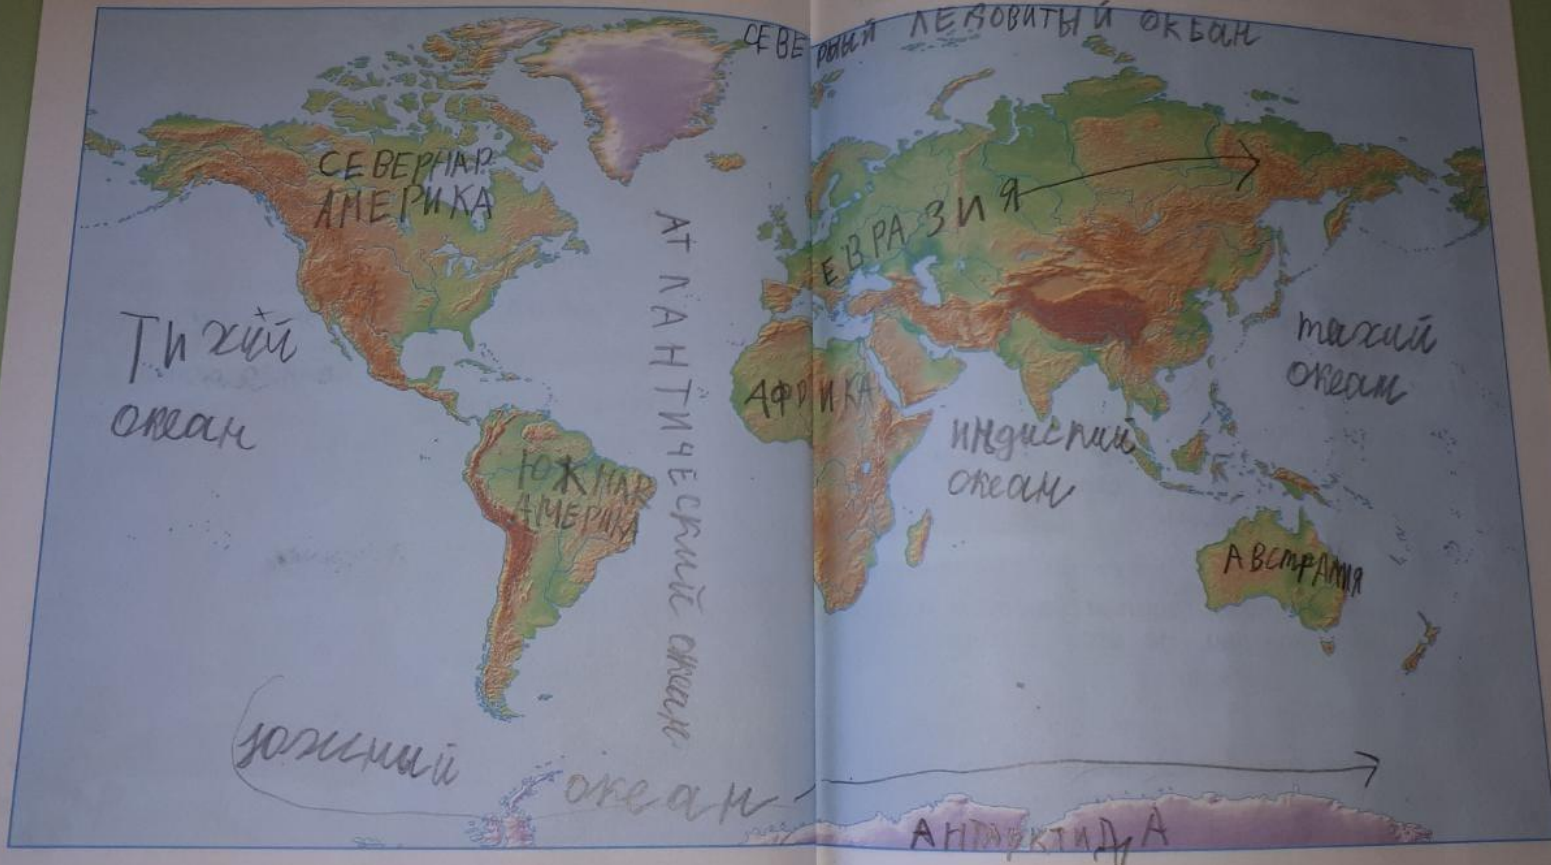 СЕВЕРНЫЙ ЛЕДОВИТЫЙ ОКЕАН
СЕВЕРНАЯ
АМЕРИКА
ЕВРАЗИЯ
АТЛАНТИЧЕСКИЙ океан
Тихий
океан
тихий
океан
АФРИКА
индиский
океан
ЮЖНАЯ
АМЕРИКА
АВСТРАЛИЯ
южный океан
АНТАРКТИДА